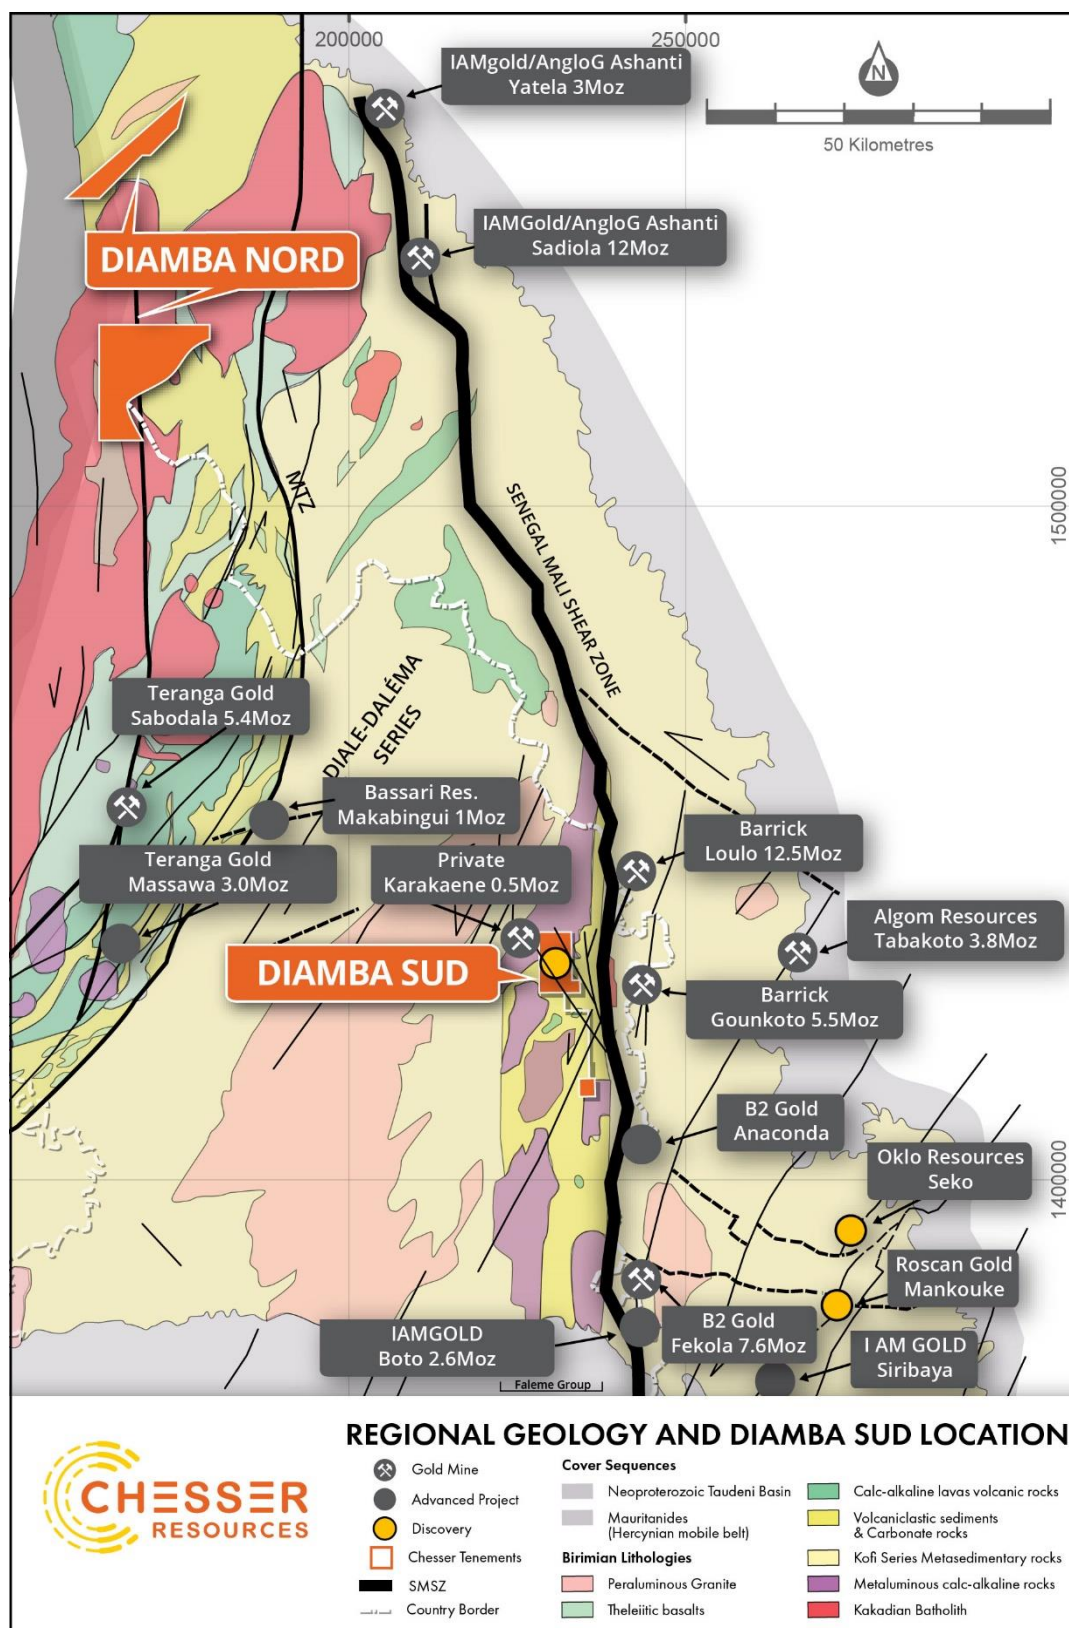 200000
250000
IAMgold/AngloG Ashanti
Yatela 3Moz
N
50 Kilometres
IAMGold/AngloG Ashanti
Sadiola 12Moz
DIAMBA NORD
MTZ
1500000
SENEGAL MALI SHEAR ZONE
DIALE-DALÉMA
SERIES
Teranga Gold
Sabodala 5.4Moz
Bassari Res.
Makabingui 1Moz
Barrick
Loulo 12.5Moz
Teranga Gold
Massawa 3.0Moz
Private
Karakaene 0.5Moz
Algom Resources
Tabakoto 3.8Moz
DIAMBA SUD
Barrick
Gounkoto 5.5Moz
B2 Gold
Anaconda
Oklo Resources
Seko
1400000
Roscan Gold
Mankouke
B2 Gold
Fekola 7.6Moz
IAMGOLD
Boto 2.6Moz
I AM GOLD
Siribaya
Faleme Group
REGIONAL GEOLOGY AND DIAMBA SUD LOCATION
CHESSER
RESOURCES
Gold Mine
Advanced Project
Discovery
Chesser Tenements
SMSZ
Country Border
Cover Sequences
Neoproterozoic Taudeni Basin
Mauritanides
(Hercynian mobile belt)
Birimian Lithologies
Peraluminous Granite
Theleiitic basalts
Calc-alkaline lavas volcanic rocks
Volcaniclastic sediments
& Carbonate rocks
Kofi Series Metasedimentary rocks
Metaluminous calc-alkaline rocks
Kakadian Batholith